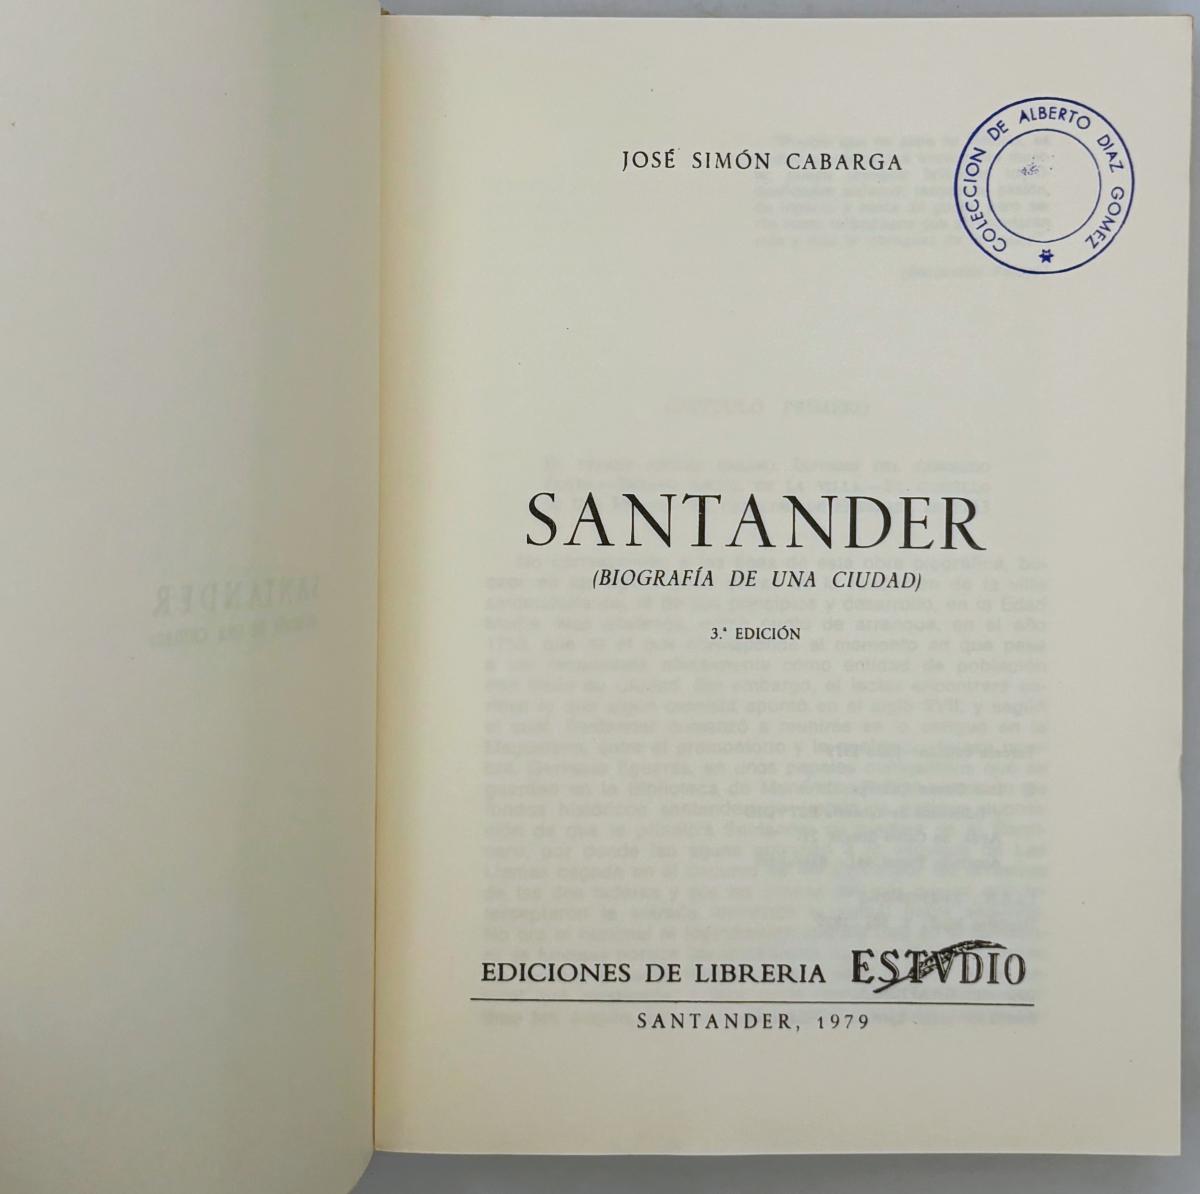 JOSÉ SIMÓN CABARGA
COLECCION DE ALBERTO DIAZ GOMEZ
SANTANDER
(BIOGRAFÍA DE UNA CIUDAD)
3.ª EDICIÓN
EDICIONES DE LIBRERIA ESTVDIO
SANTANDER, 1979